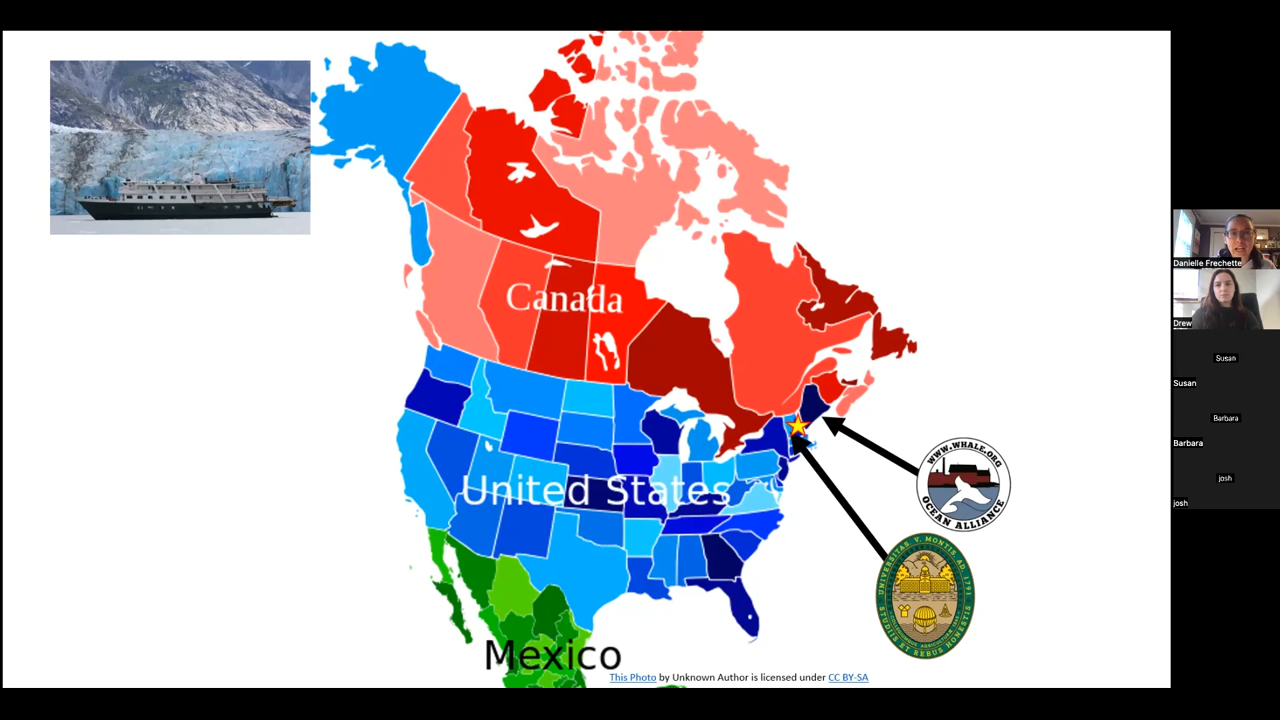 Canada
United States
Mexico
WWW.WHALE.ORG
OCEAN ALLIANCE
UNIVERSITAS. V. MONTIS. AD. 1791
STUDIIS ET REBUS HONESTIS
This Photo by Unknown Author is licensed under CC BY-SA
Danielle Frechette
Drew
Susan
Susan
Barbara
Barbara
josh
josh